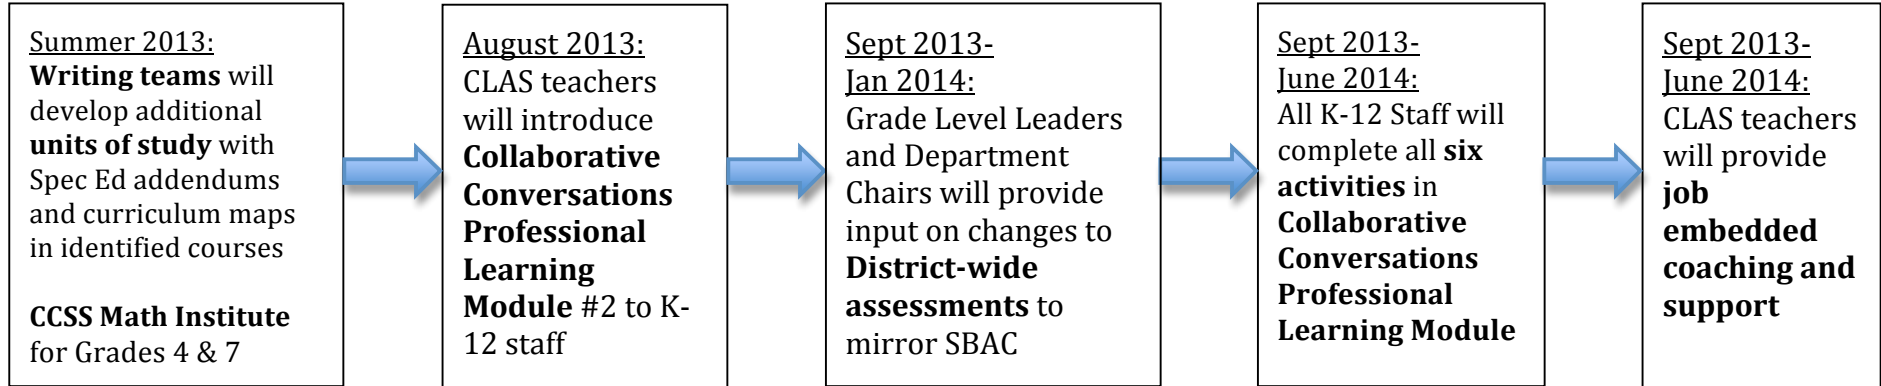 Summer 2013:
Writing teams will
develop additional
units of study with
Spec Ed addendums
and curriculum maps
in identified courses
CCSS Math Institute
for Grades 4 & 7
August 2013:
CLAS teachers
will introduce
Collaborative
Conversations
Professional
Learning
Module #2 to K-
12 staff
Sept 2013-
Jan 2014:
Grade Level Leaders
and Department
Chairs will provide
input on changes to
District-wide
assessments to
mirror SBAC
Sept 2013-
June 2014:
All K-12 Staff will
complete all six
activities in
Collaborative
Conversations
Professional
Learning Module
Sept 2013-
June 2014:
CLAS teachers
will provide
job
embedded
coaching and
support